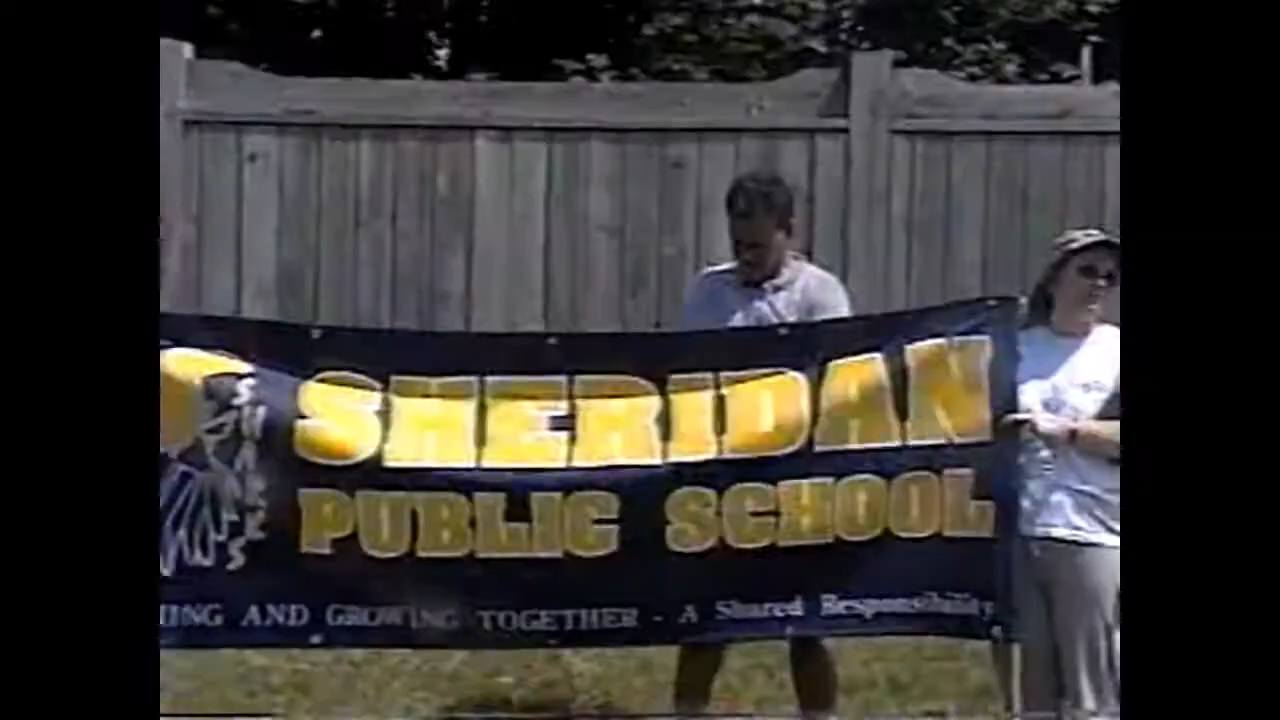 SHERIDAN
PUBLIC SCHOOL
AND GROWING TOGETHER - A Shared Responsibility